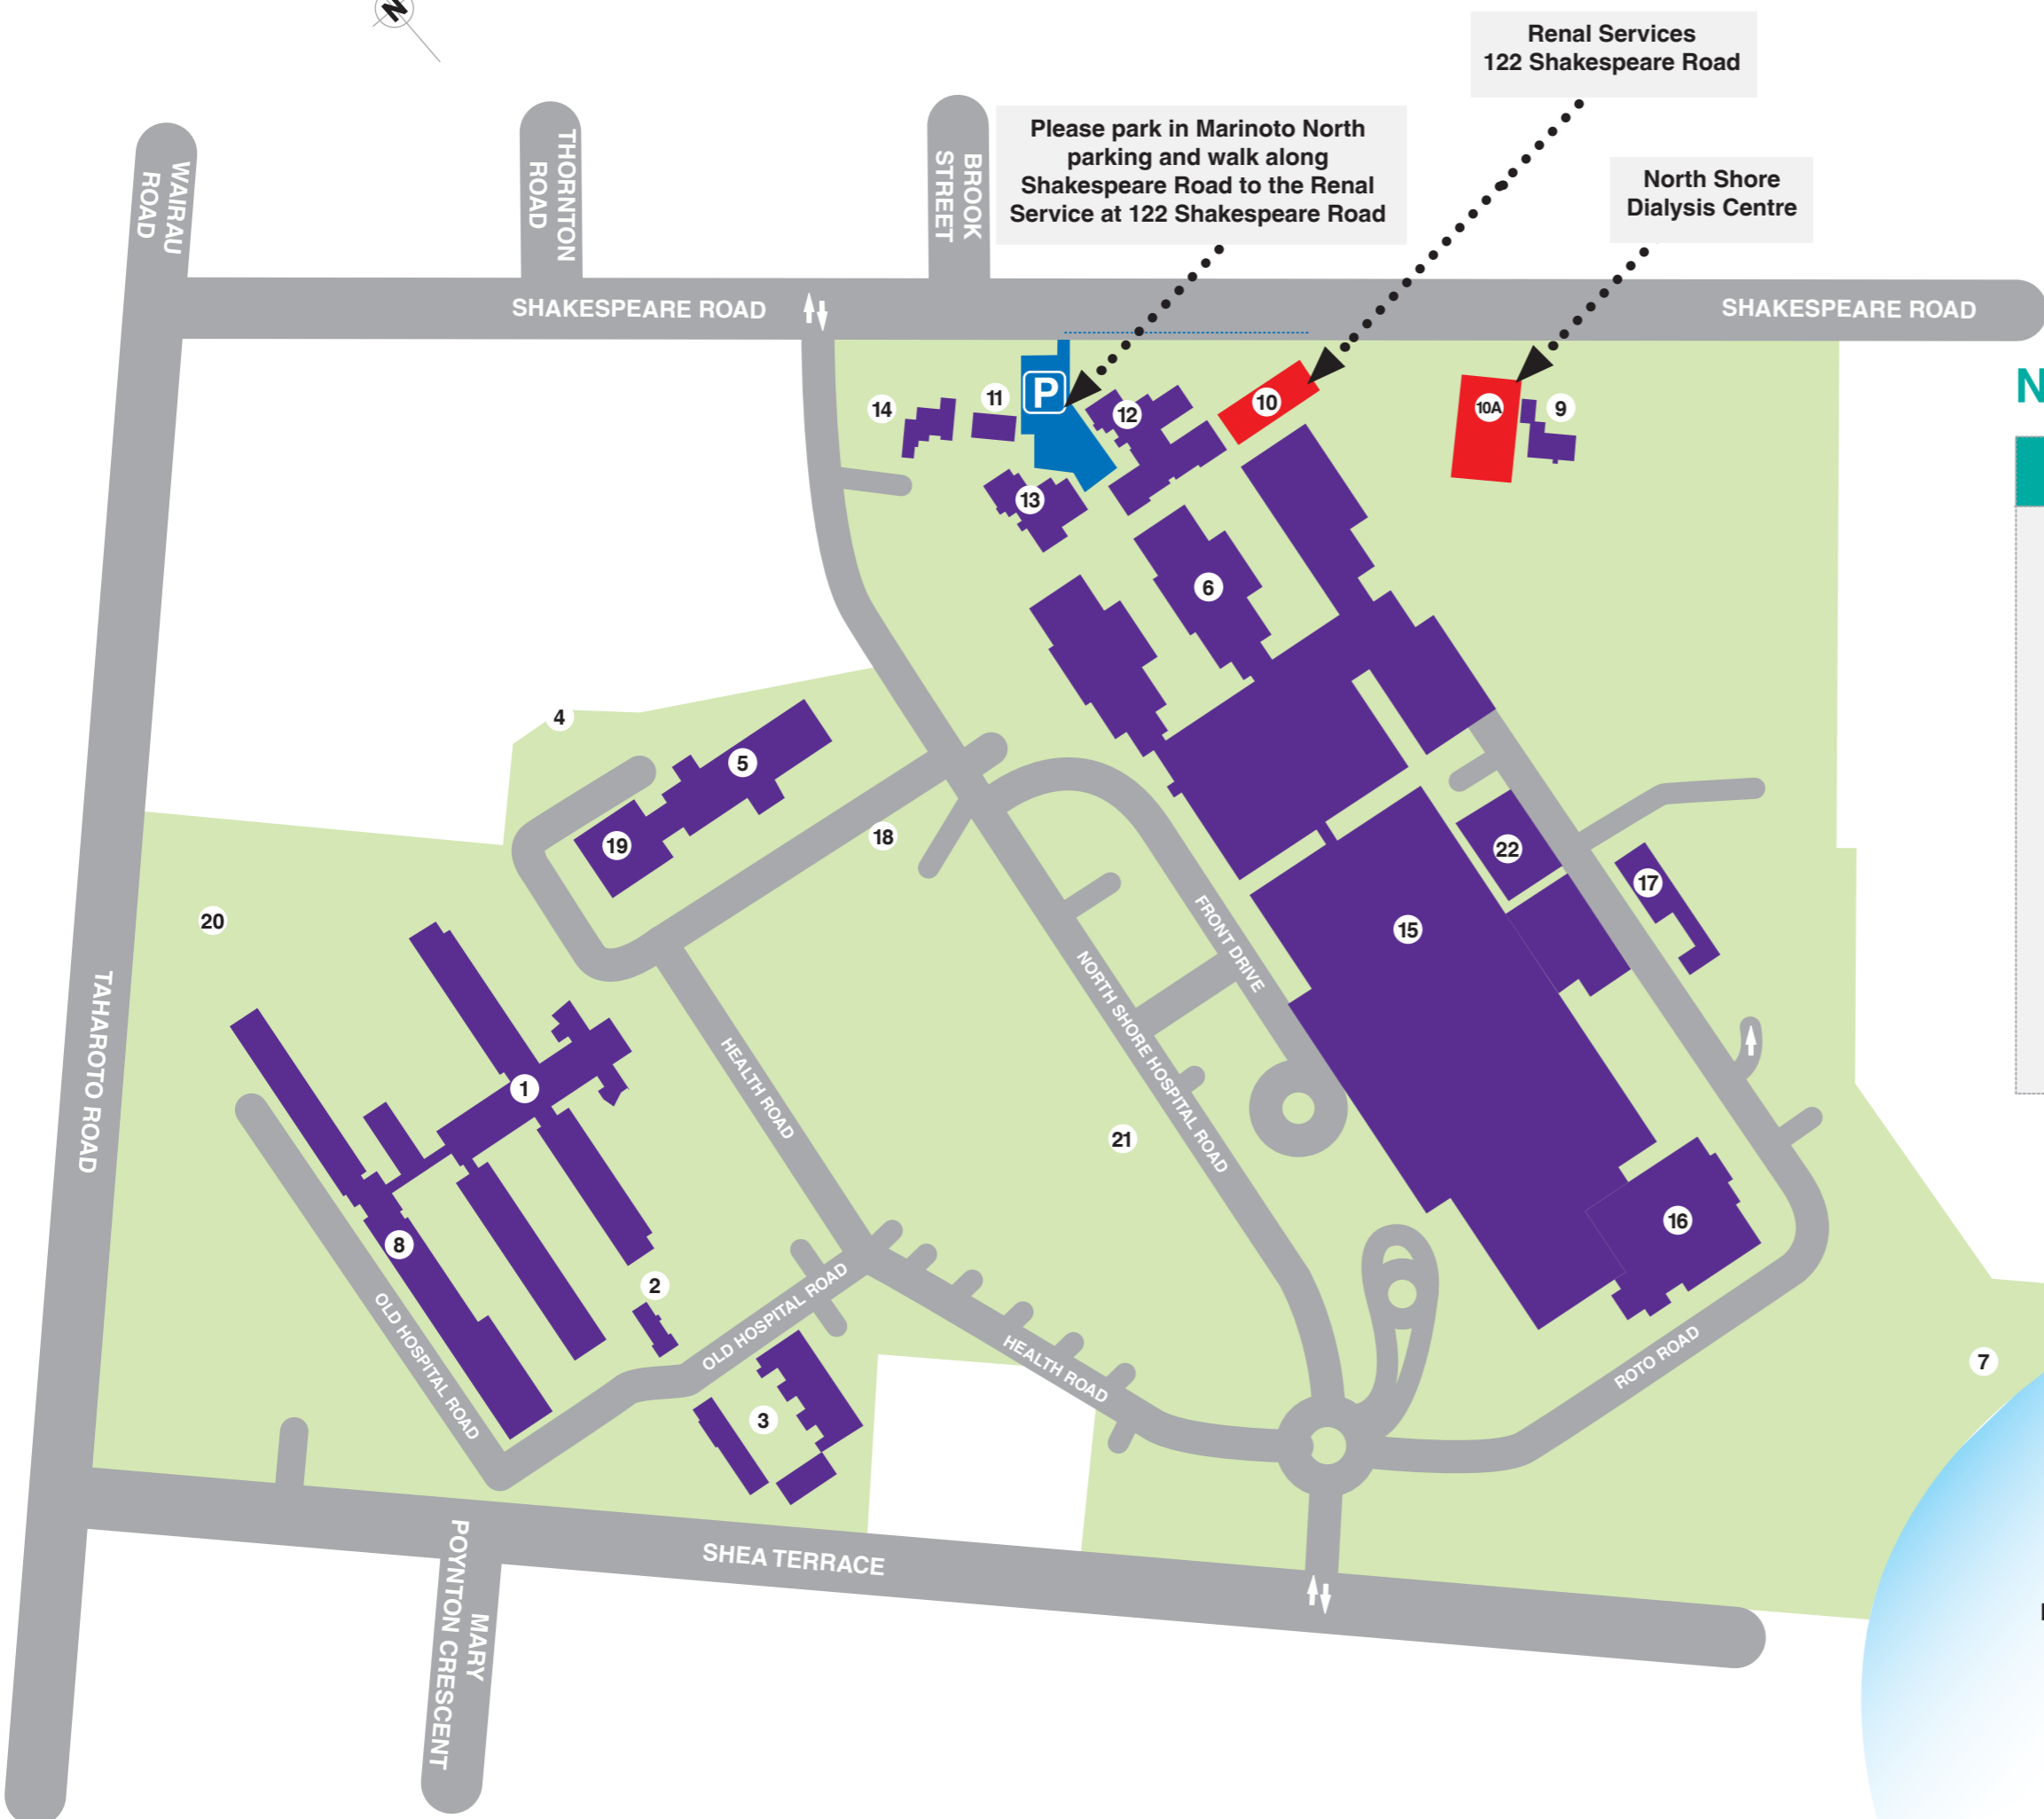 N
Renal Services
122 Shakespeare Road
Please park in Marinoto North
parking and walk along
Shakespeare Road to the Renal
Service at 122 Shakespeare Road
North Shore
Dialysis Centre
WAIRAU
ROAD
THORNTON
ROAD
BROOK
STREET
SHAKESPEARE ROAD
SHAKESPEARE ROAD
N
P
14
11
12
10
10A
9
13
6
4
5
19
18
22
17
20
15
FRONT DRIVE
NORTH SHORE HOSPITAL ROAD
TAHAROTO ROAD
HEALTH ROAD
1
21
8
2
16
OLD HOSPITAL ROAD
OLD HOSPITAL ROAD
HEALTH ROAD
ROTO ROAD
7
3
SHEA TERRACE
MARY
POYNTON CRESCENT